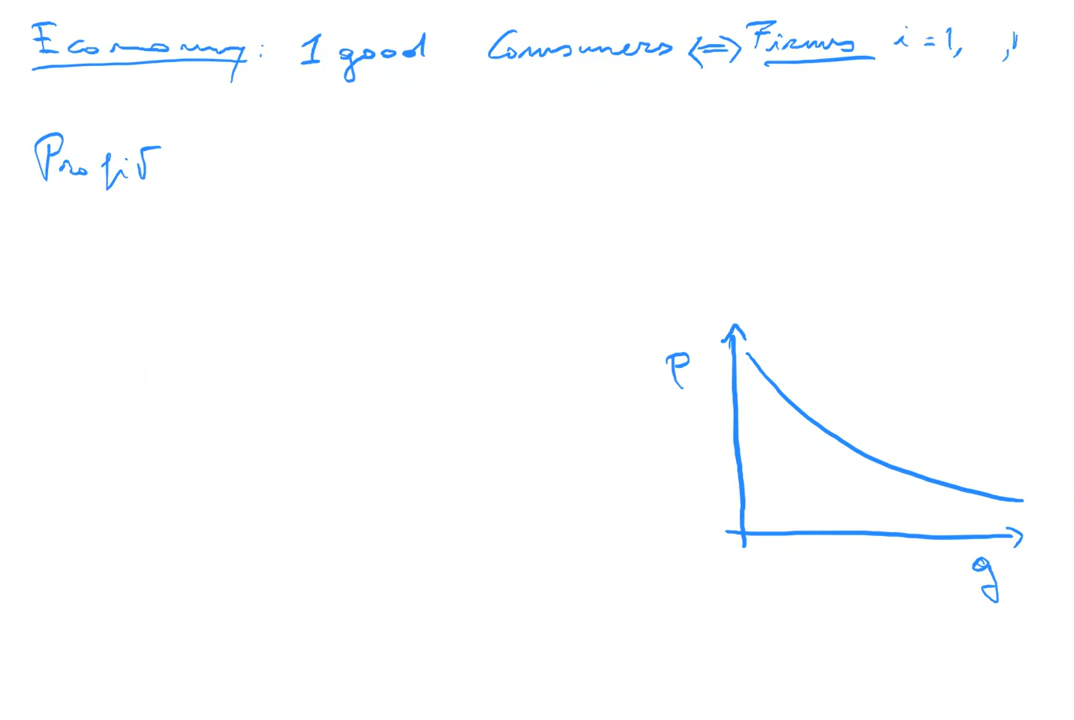 Economy: 1 good Consumers <=> Firms i = 1, ,
Profit
P
q